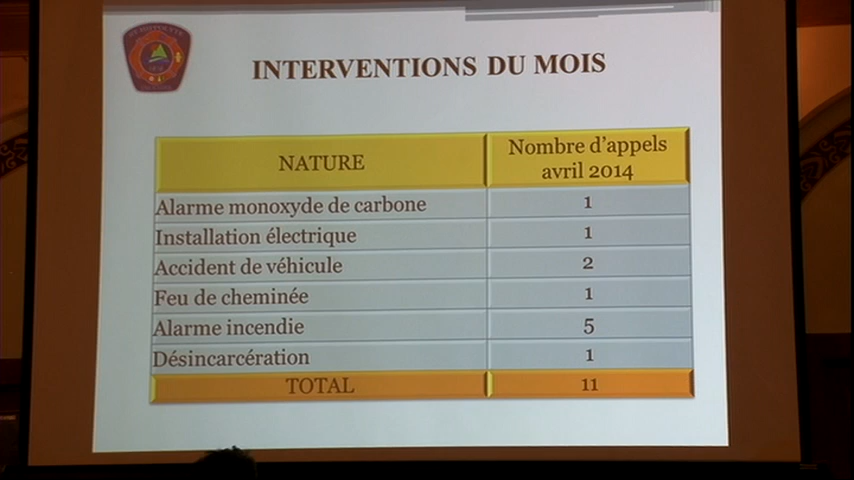 INTERVENTIONS DU MOIS
NATURE
Nombre d'appels
avril 2014
Alarme monoxyde de carbone 1
Installation électrique 1
Accident de véhicule 2
Feu de cheminée 1
Alarme incendie 5
Désincarcération 1
TOTAL 11